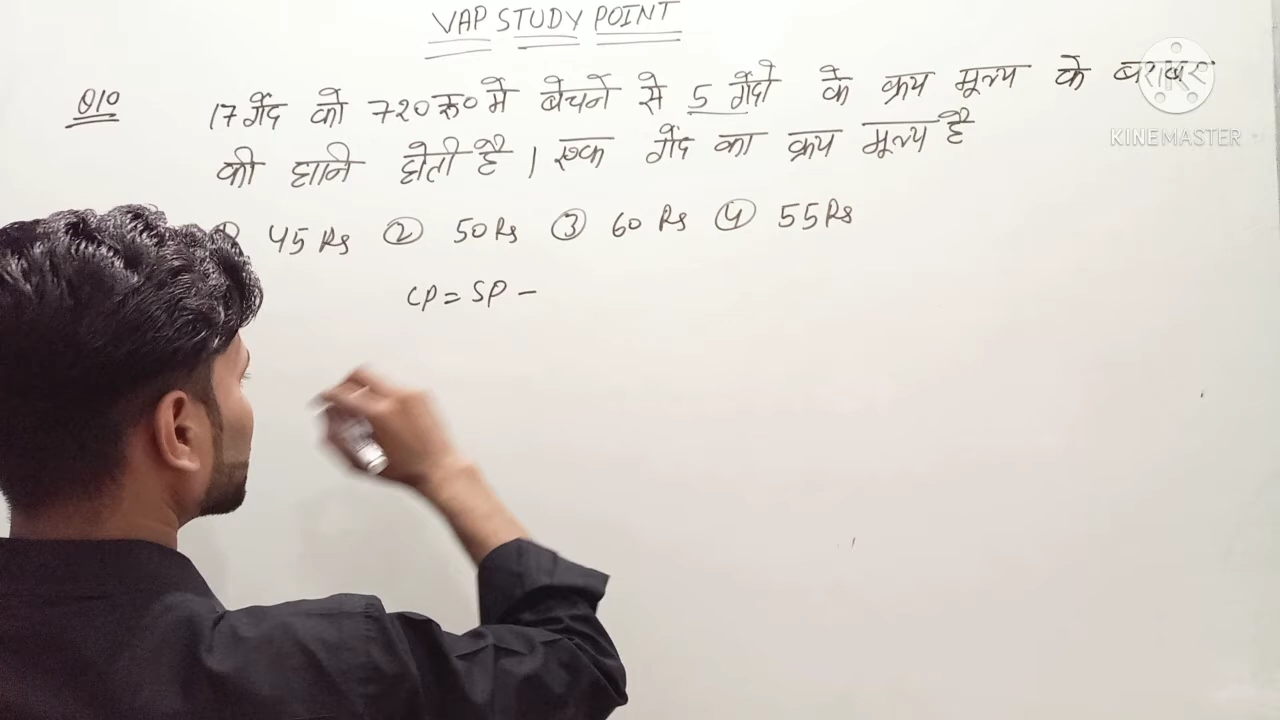 VAP STUDY POINT
Q10 17 गेंद को 720 रु० में बेचने से 5 गेंदो के क्रय मूल्य के बराबर
की हानि होती है। एक गेंद का क्रय मूल्य है
① 45 Rs ② 50 Rs ③ 60 Rs ④ 55 Rs
CP = SP -
KINEMASTER